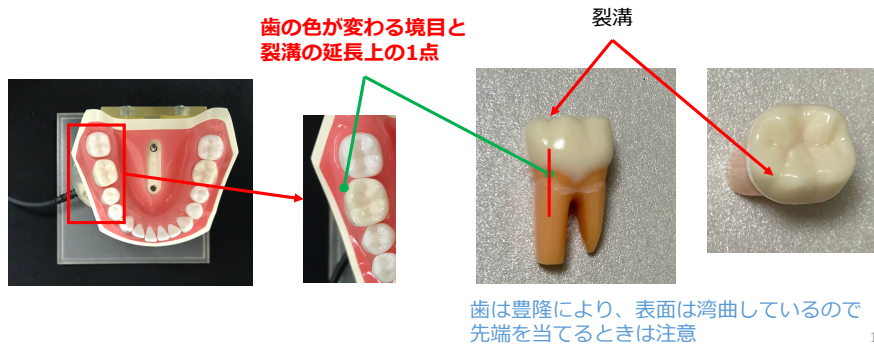 歯の色が変わる境目と
裂溝の延長上の1点
裂溝
歯は豊隆により、表面は湾曲しているので
先端を当てるときは注意
1